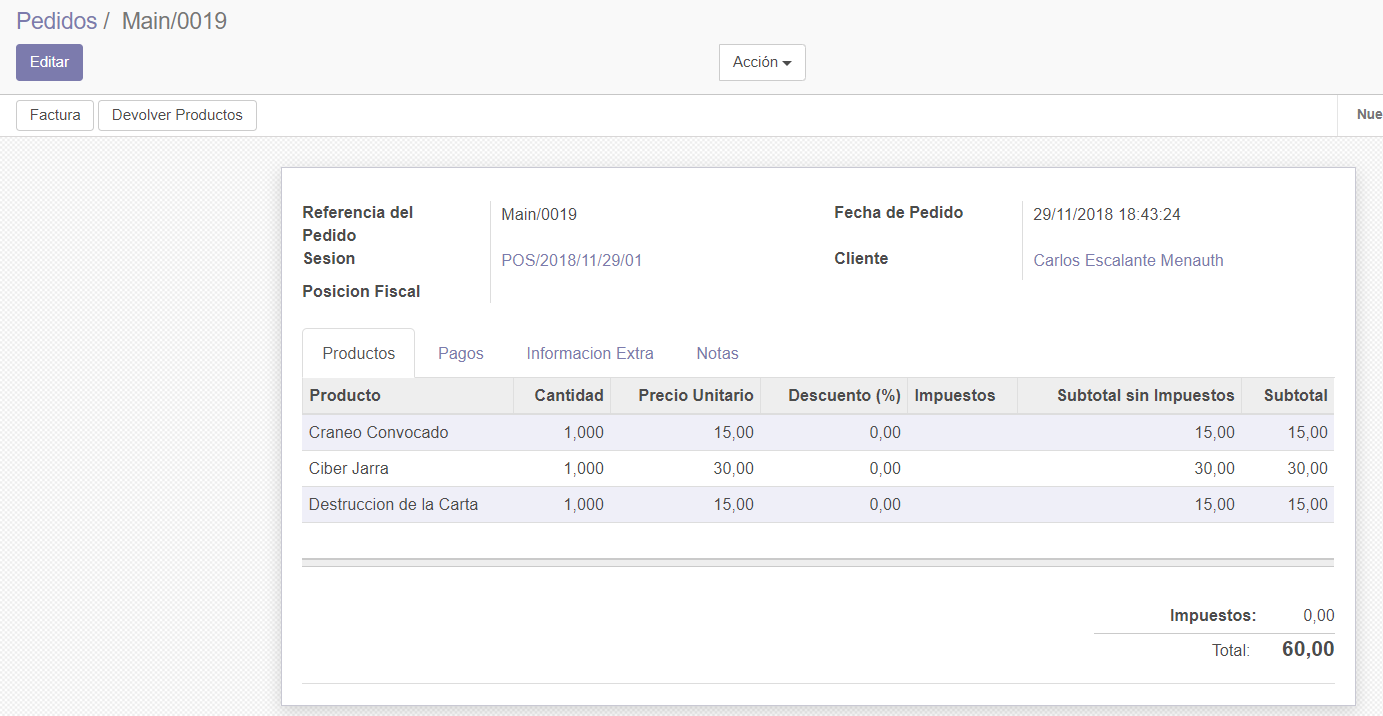 Pedidos / Main/0019
Editar
Acción
Factura Devolver Productos
Nue
Referencia del Pedido Main/0019 Fecha de Pedido 29/11/2018 18:43:24
Sesion POS/2018/11/29/01 Cliente Carlos Escalante Menauth
Posicion Fiscal
Productos Pagos Informacion Extra Notas
Producto Cantidad Precio Unitario Descuento (%) Impuestos Subtotal sin Impuestos Subtotal
Craneo Convocado 1,000 15,00 0,00 15,00 15,00
Ciber Jarra 1,000 30,00 0,00 30,00 30,00
Destruccion de la Carta 1,000 15,00 0,00 15,00 15,00
Impuestos: 0,00
Total: 60,00